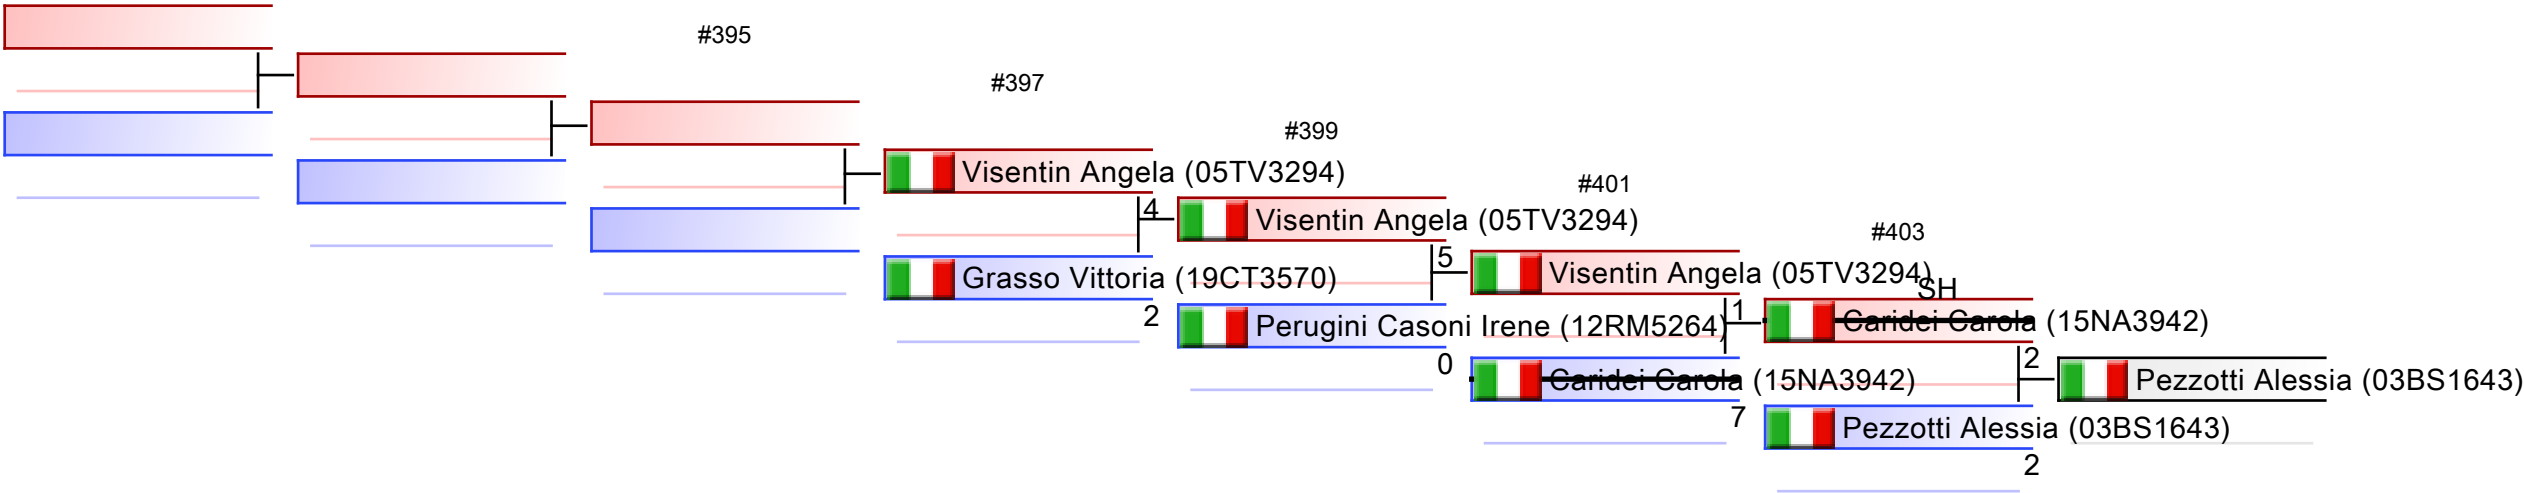 #395
#397
#399
Visentin Angela (05TV3294)
#401
4
Visentin Angela (05TV3294)
#403
Grasso Vittoria (19CT3570)
2
5
Visentin Angela (05TV3294)
SH
Perugini Casoni Irene (12RM5264)
0
1
Caridei Carola (15NA3942)
Caridei Carola (15NA3942)
7
2
Pezzotti Alessia (03BS1643)
Pezzotti Alessia (03BS1643)
2